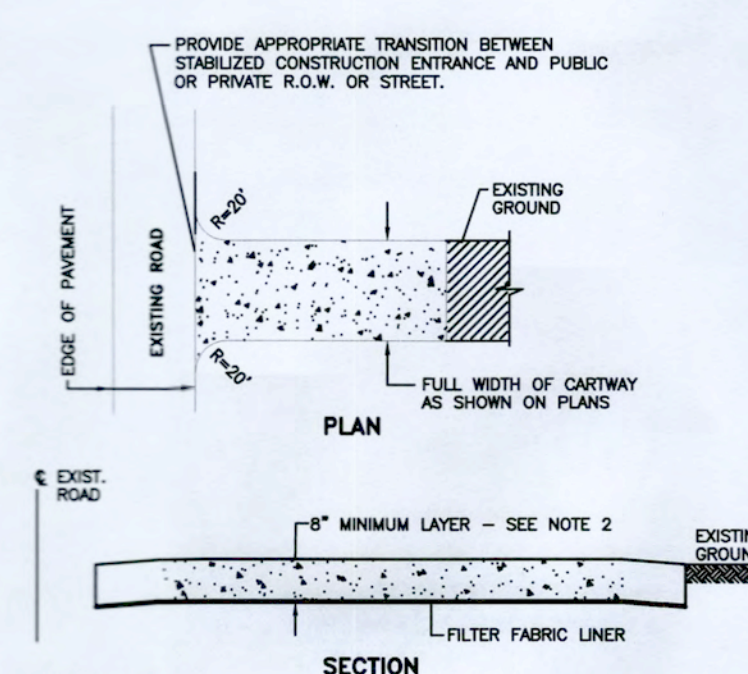 PROVIDE APPROPRIATE TRANSITION BETWEEN
STABILIZED CONSTRUCTION ENTRANCE AND PUBLIC
OR PRIVATE R.O.W. OR STREET.
EDGE OF PAVEMENT
EXISTING ROAD
R=20'
EXISTING
GROUND
R=20'
FULL WIDTH OF CARTWAY
AS SHOWN ON PLANS
PLAN
℄ EXIST.
ROAD
8" MINIMUM LAYER - SEE NOTE 2
EXISTIN
GROUN
FILTER FABRIC LINER
SECTION